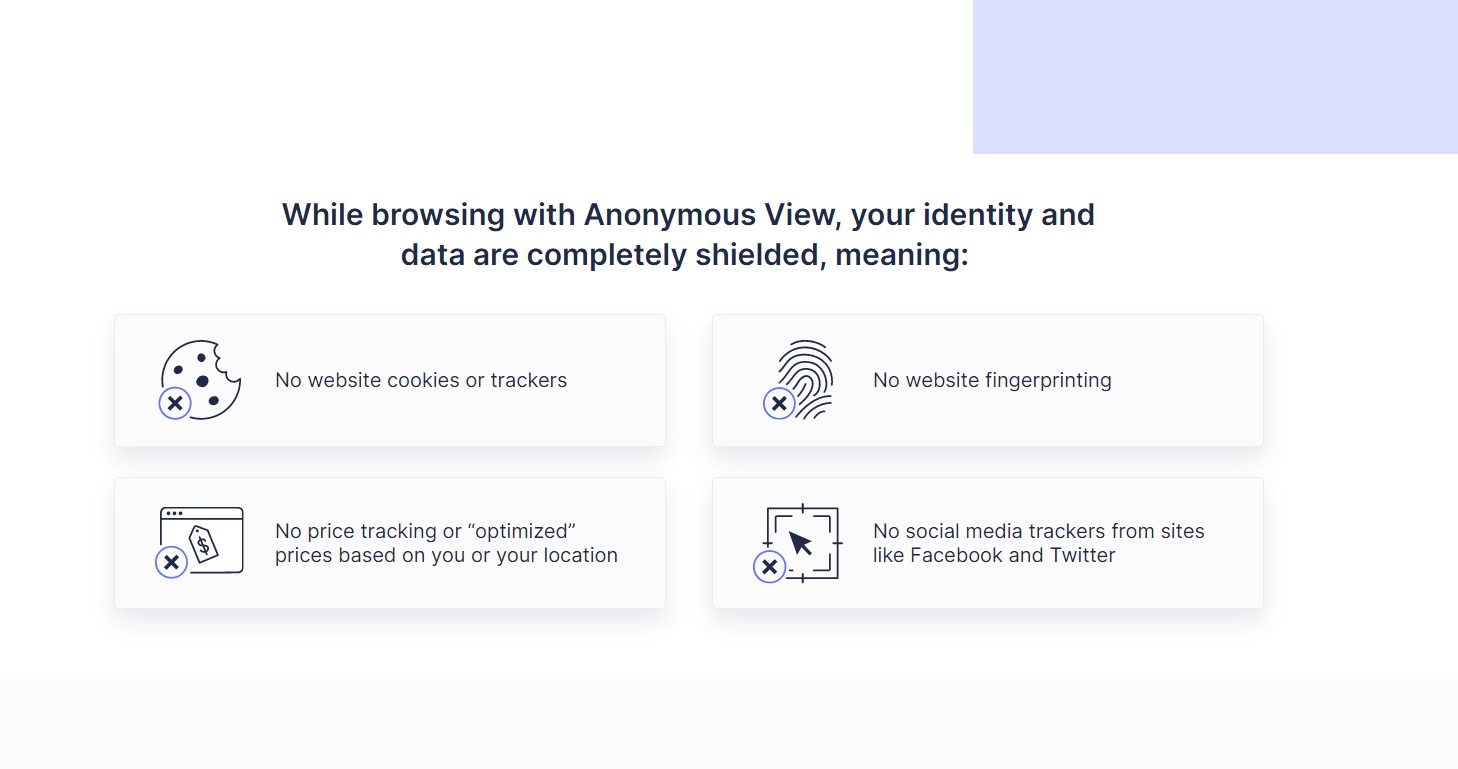 While browsing with Anonymous View, your identity and
data are completely shielded, meaning:
No website cookies or trackers
No website fingerprinting
No price tracking or “optimized”
prices based on you or your location
No social media trackers from sites
like Facebook and Twitter